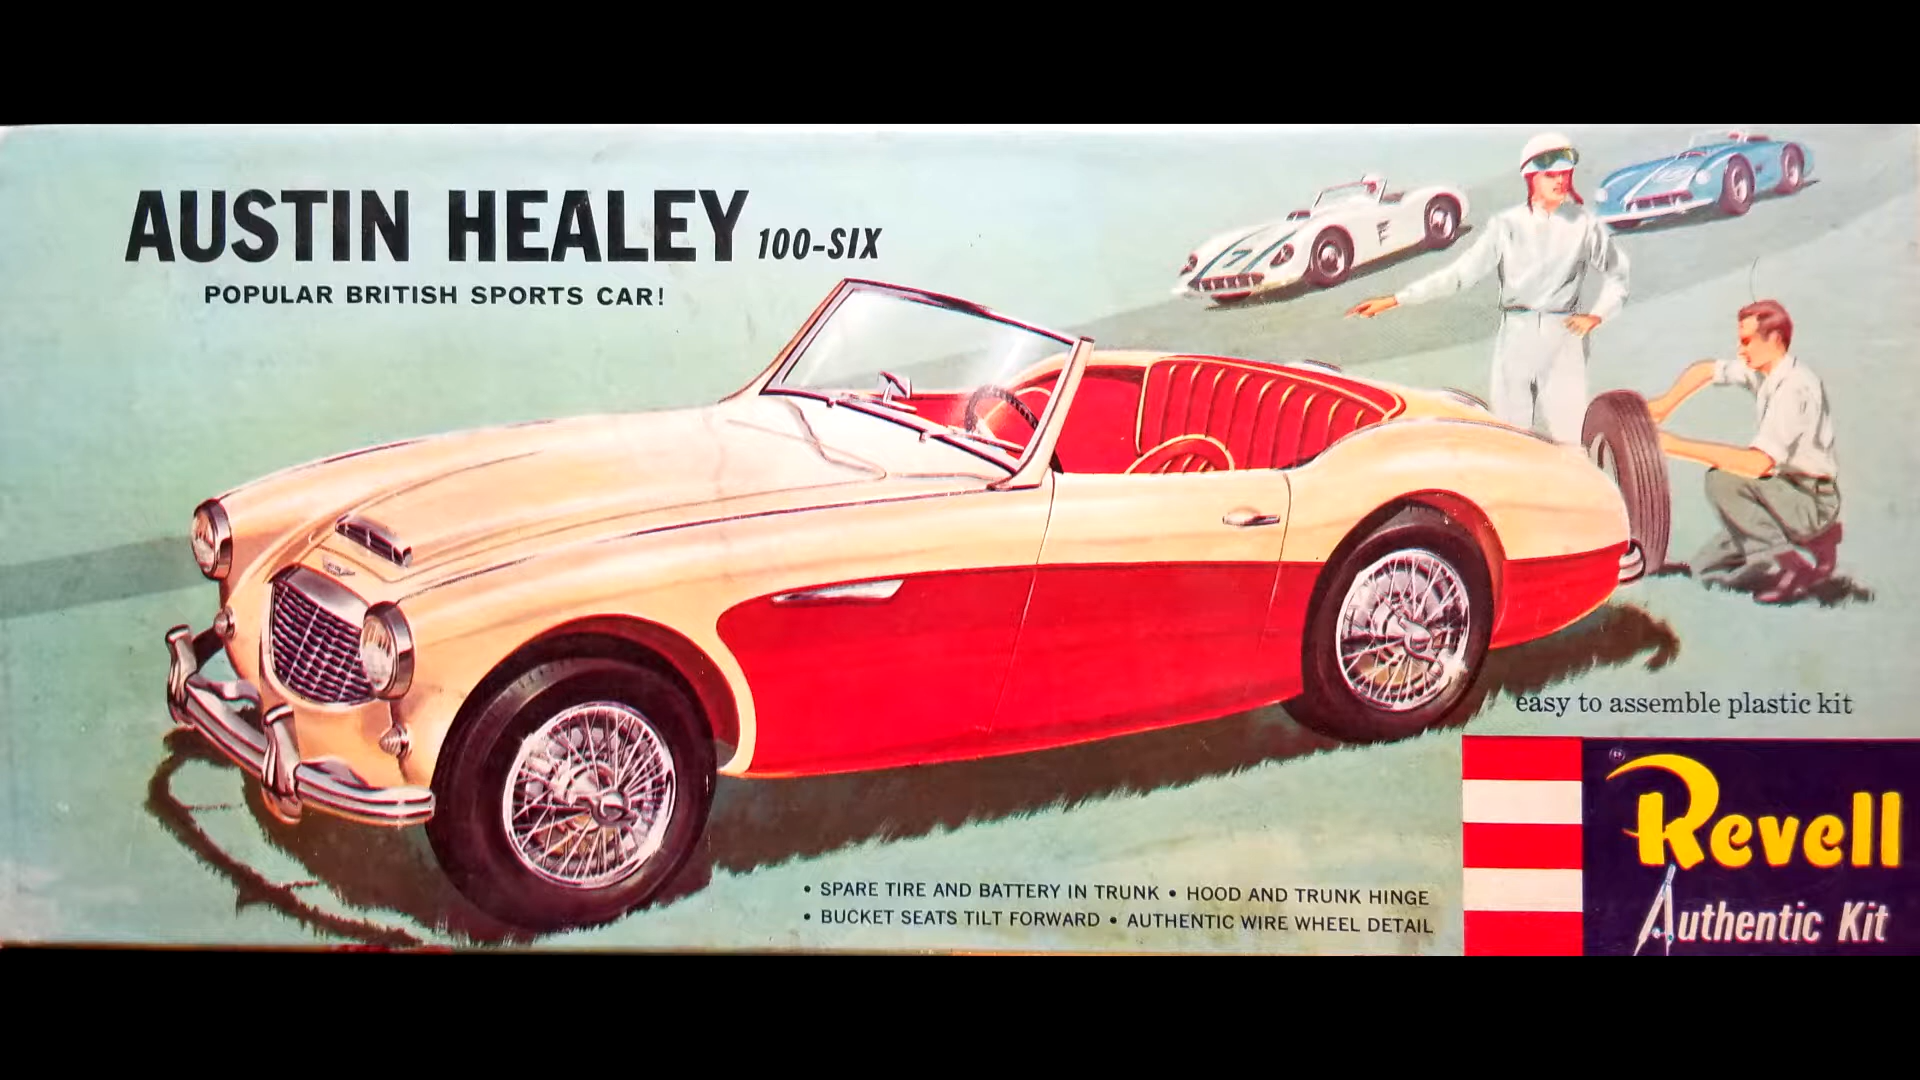 AUSTIN HEALEY 100-SIX
POPULAR BRITISH SPORTS CAR!
7
easy to assemble plastic kit
• SPARE TIRE AND BATTERY IN TRUNK • HOOD AND TRUNK HINGE
• BUCKET SEATS TILT FORWARD • AUTHENTIC WIRE WHEEL DETAIL
®
Revell
Authentic Kit